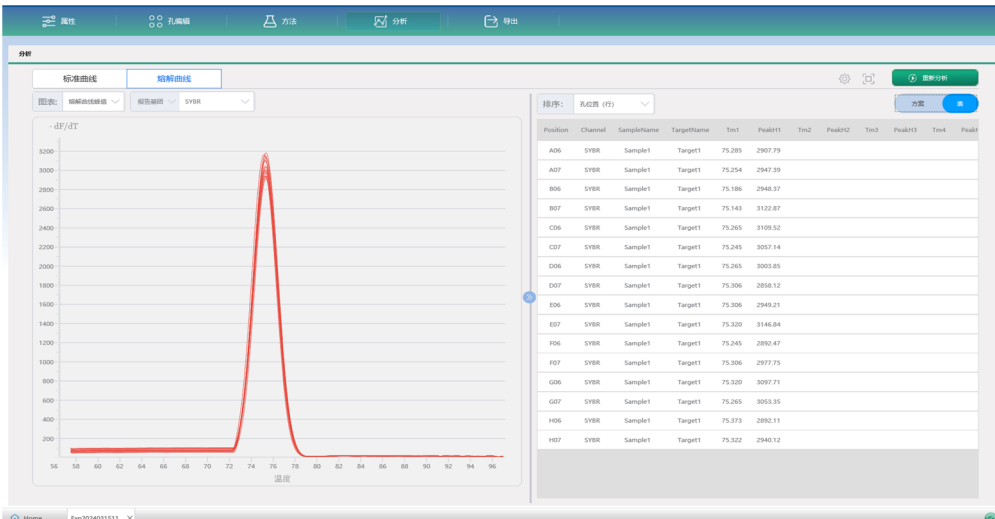 属性 孔编辑 方法 分析 导出
分析
标准曲线 熔解曲线 重新分析
图表: 熔解曲线峰值 报告基团 SYBR 排序: 孔位置 (行) 方案 面
- dF/dT
Position Channel SampleName TargetName Tm1 PeakH1 Tm2 PeakH2 Tm3 PeakH3 Tm4 PeakH
A06 SYBR Sample1 Target1 75.285 2907.79
A07 SYBR Sample1 Target1 75.254 2947.39
B06 SYBR Sample1 Target1 75.186 2948.37
B07 SYBR Sample1 Target1 75.143 3122.87
C06 SYBR Sample1 Target1 75.265 3109.52
C07 SYBR Sample1 Target1 75.245 3057.14
D06 SYBR Sample1 Target1 75.265 3003.85
D07 SYBR Sample1 Target1 75.306 2858.12
E06 SYBR Sample1 Target1 75.306 2949.21
E07 SYBR Sample1 Target1 75.320 3146.84
F06 SYBR Sample1 Target1 75.245 2892.47
F07 SYBR Sample1 Target1 75.306 2977.75
G06 SYBR Sample1 Target1 75.320 3097.71
G07 SYBR Sample1 Target1 75.265 3053.35
H06 SYBR Sample1 Target1 75.373 2892.11
H07 SYBR Sample1 Target1 75.322 2940.12
3200
3000
2800
2600
2400
2200
2000
1800
1600
1400
1200
1000
800
600
400
200
56 58 60 62 64 66 68 70 72 74 76 78 80 82 84 86 88 90 92 94 96
温度
Home Exp2024031511 X